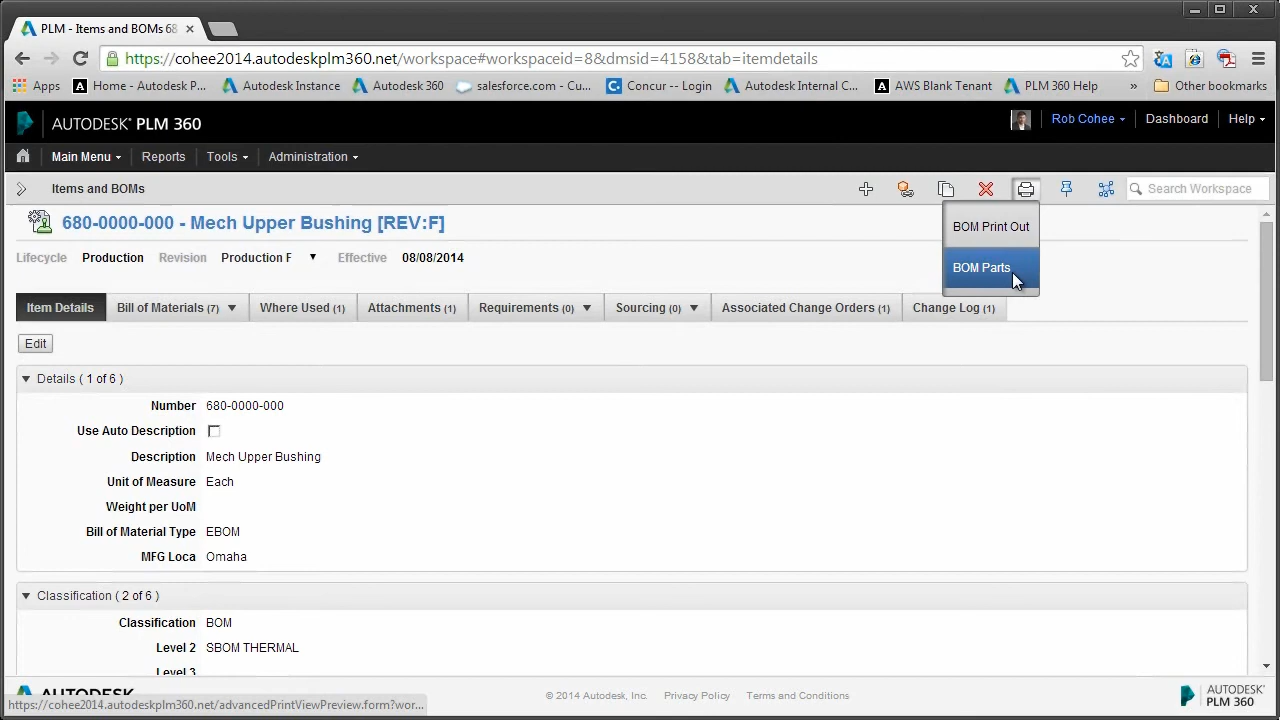 PLM - Items and BOMs 68
https://cohee2014.autodeskplm360.net/workspace#workspaceid=8&dmsid=4158&tab=itemdetails
Apps Home - Autodesk P... Autodesk Instance Autodesk 360 salesforce.com - Cu... Concur -- Login Autodesk Internal C... AWS Blank Tenant PLM 360 Help » Other bookmarks
AUTODESK® PLM 360 Rob Cohee Dashboard Help
Main Menu Reports Tools Administration
Items and BOMs Search Workspace
680-0000-000 - Mech Upper Bushing [REV:F]
BOM Print Out
Lifecycle Production Revision Production F Effective 08/08/2014
BOM Parts
Item Details Bill of Materials (7) Where Used (1) Attachments (1) Requirements (0) Sourcing (0) Associated Change Orders (1) Change Log (1)
Edit
Details ( 1 of 6 )
Number 680-0000-000
Use Auto Description
Description Mech Upper Bushing
Unit of Measure Each
Weight per UoM
Bill of Material Type EBOM
MFG Loca Omaha
Classification ( 2 of 6 )
Classification BOM
Level 2 SBOM THERMAL
Level 3
AUTODESK © 2014 Autodesk, Inc. Privacy Policy Terms and Conditions AUTODESK® PLM 360
https://cohee2014.autodeskplm360.net/advancedPrintViewPreview.form?wor...